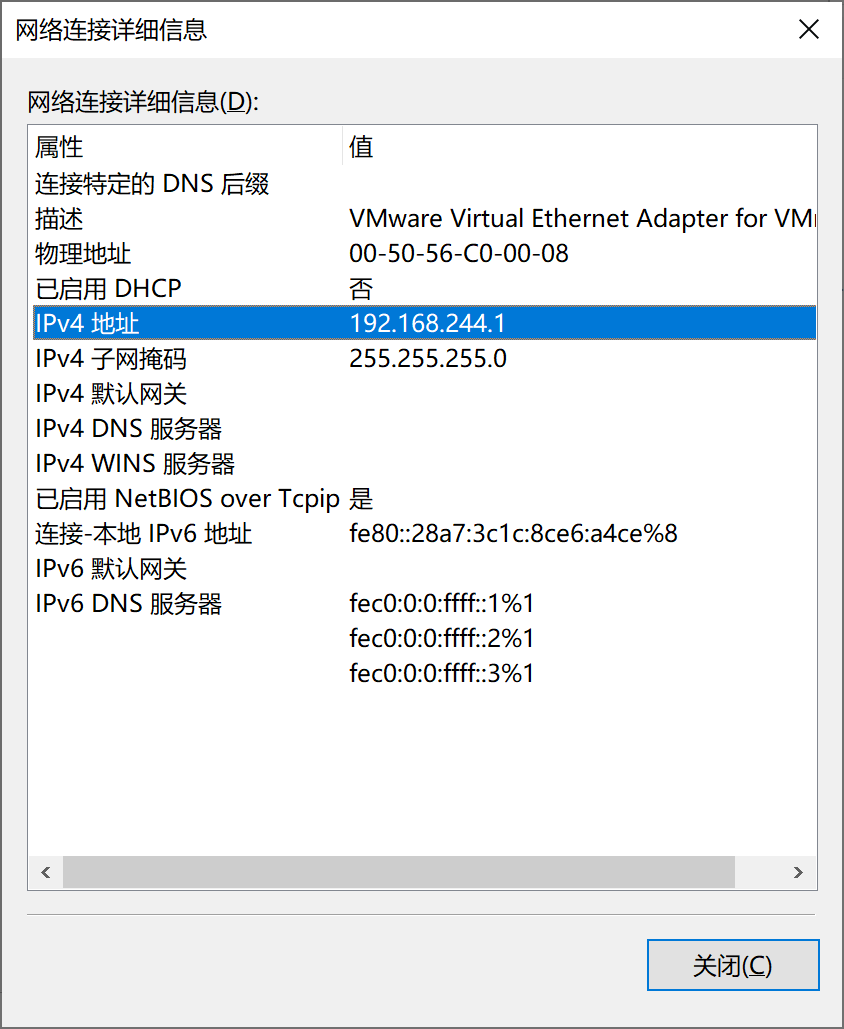 网络连接详细信息
网络连接详细信息(D):
属性 值
连接特定的 DNS 后缀
描述 VMware Virtual Ethernet Adapter for
物理地址 00-50-56-C0-00-08
已启用 DHCP 否
IPv4 地址 192.168.244.1
IPv4 子网掩码 255.255.255.0
IPv4 默认网关
IPv4 DNS 服务器
IPv4 WINS 服务器
已启用 NetBIOS over Tcpip 是
连接-本地 IPv6 地址 fe80::28a7:3c1c:8ce6:a4ce%8
IPv6 默认网关
IPv6 DNS 服务器 fec0:0:0:ffff::1%1
fec0:0:0:ffff::2%1
fec0:0:0:ffff::3%1
关闭(C)